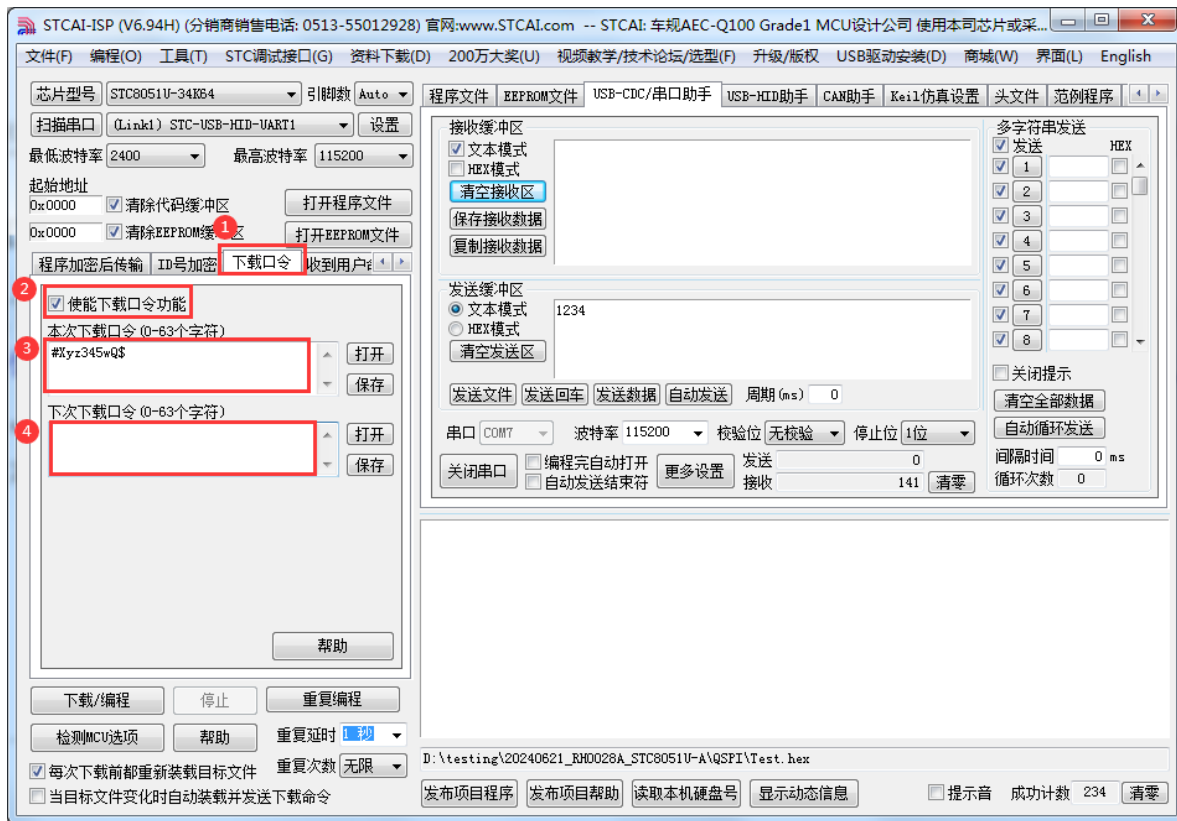 STCAI-ISP (V6.94H) (分销商销售电话: 0513-55012928) 官网:www.STCAI.com -- STCAI: 车规AEC-Q100 Grade1 MCU设计公司 使用本司芯片或采...
文件(F) 编程(O) 工具(T) STC调试接口(G) 资料下载(D) 200万大奖(U) 视频教学/技术论坛/选型(F) 升级/版权 USB驱动安装(D) 商城(W) 界面(L) English
芯片型号 STC8051U-34K64 引脚数 Auto
扫描串口 (Link1) STC-USB-HID-UART1 设置
最低波特率 2400 最高波特率 115200
起始地址
0x0000 清除代码缓冲区 打开程序文件
0x0000 清除EEPROM缓 区 打开EEPROM文件
1
程序加密后传输 ID号加密 下载口令 收到用户
2
使能下载口令功能
本次下载口令(0-63个字符)
3
#Xyz345wQ$
打开
保存
下次下载口令(0-63个字符)
4
打开
保存
帮助
下载/编程 停止 重复编程
检测MCU选项 帮助 重复延时 1 秒
每次下载前都重新装载目标文件 重复次数 无限
当目标文件变化时自动装载并发送下载命令
程序文件 EEPROM文件 USB-CDC/串口助手 USB-HID助手 CAN助手 Keil仿真设置 头文件 范例程序
接收缓冲区
文本模式
HEX模式
清空接收区
保存接收数据
复制接收数据
发送缓冲区
文本模式 1234
HEX模式
清空发送区
发送文件 发送回车 发送数据 自动发送 周期(ms) 0
串口 COM7 波特率 115200 校验位 无校验 停止位 1位
关闭串口 编程完自动打开 更多设置 发送 0
自动发送结束符 接收 141 清零
多字符串发送
发送 HEX
1
2
3
4
5
6
7
8
关闭提示
清空全部数据
自动循环发送
间隔时间 0 ms
循环次数 0
D:\testing\20240621_RH0028A_STC8051U-A\QSPI\Test.hex
发布项目程序 发布项目帮助 读取本机硬盘号 显示动态信息 提示音 成功计数 234 清零